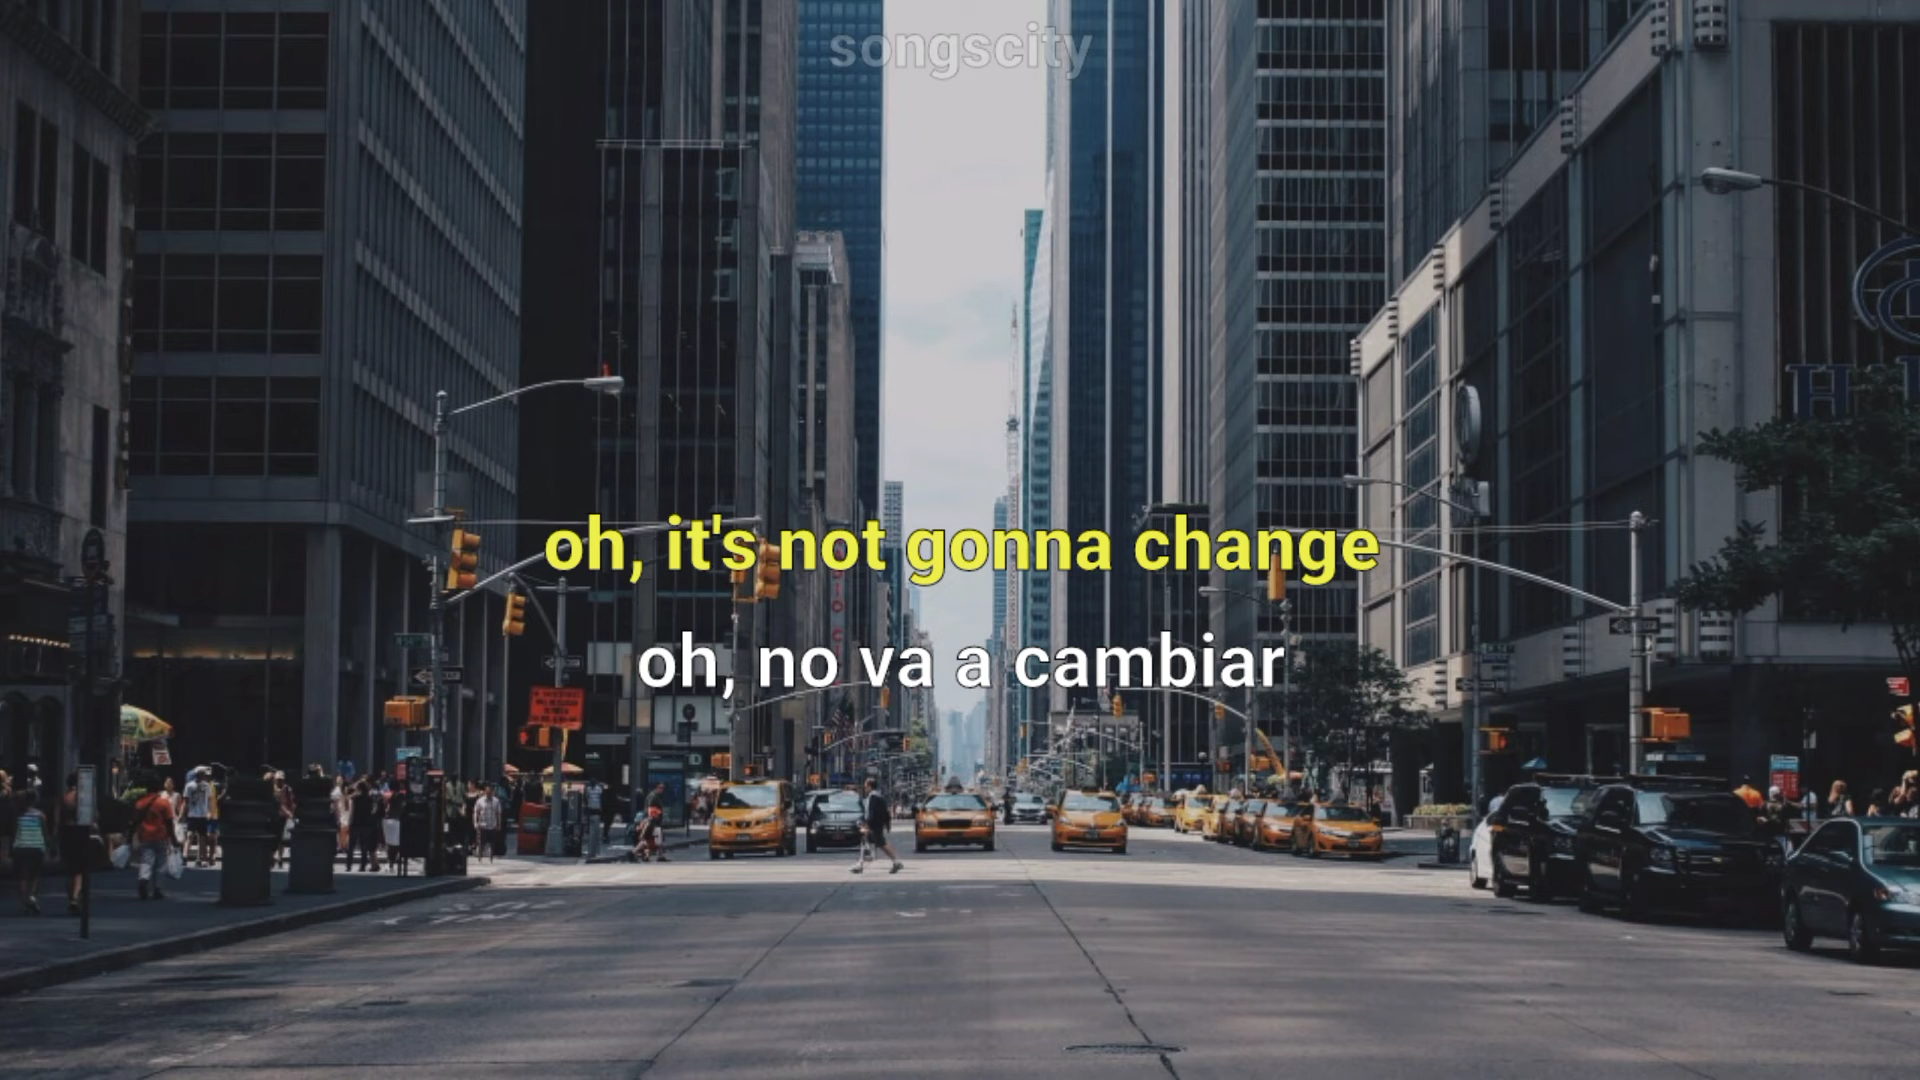 songscity
oh, it's not gonna change
oh, no va a cambiar